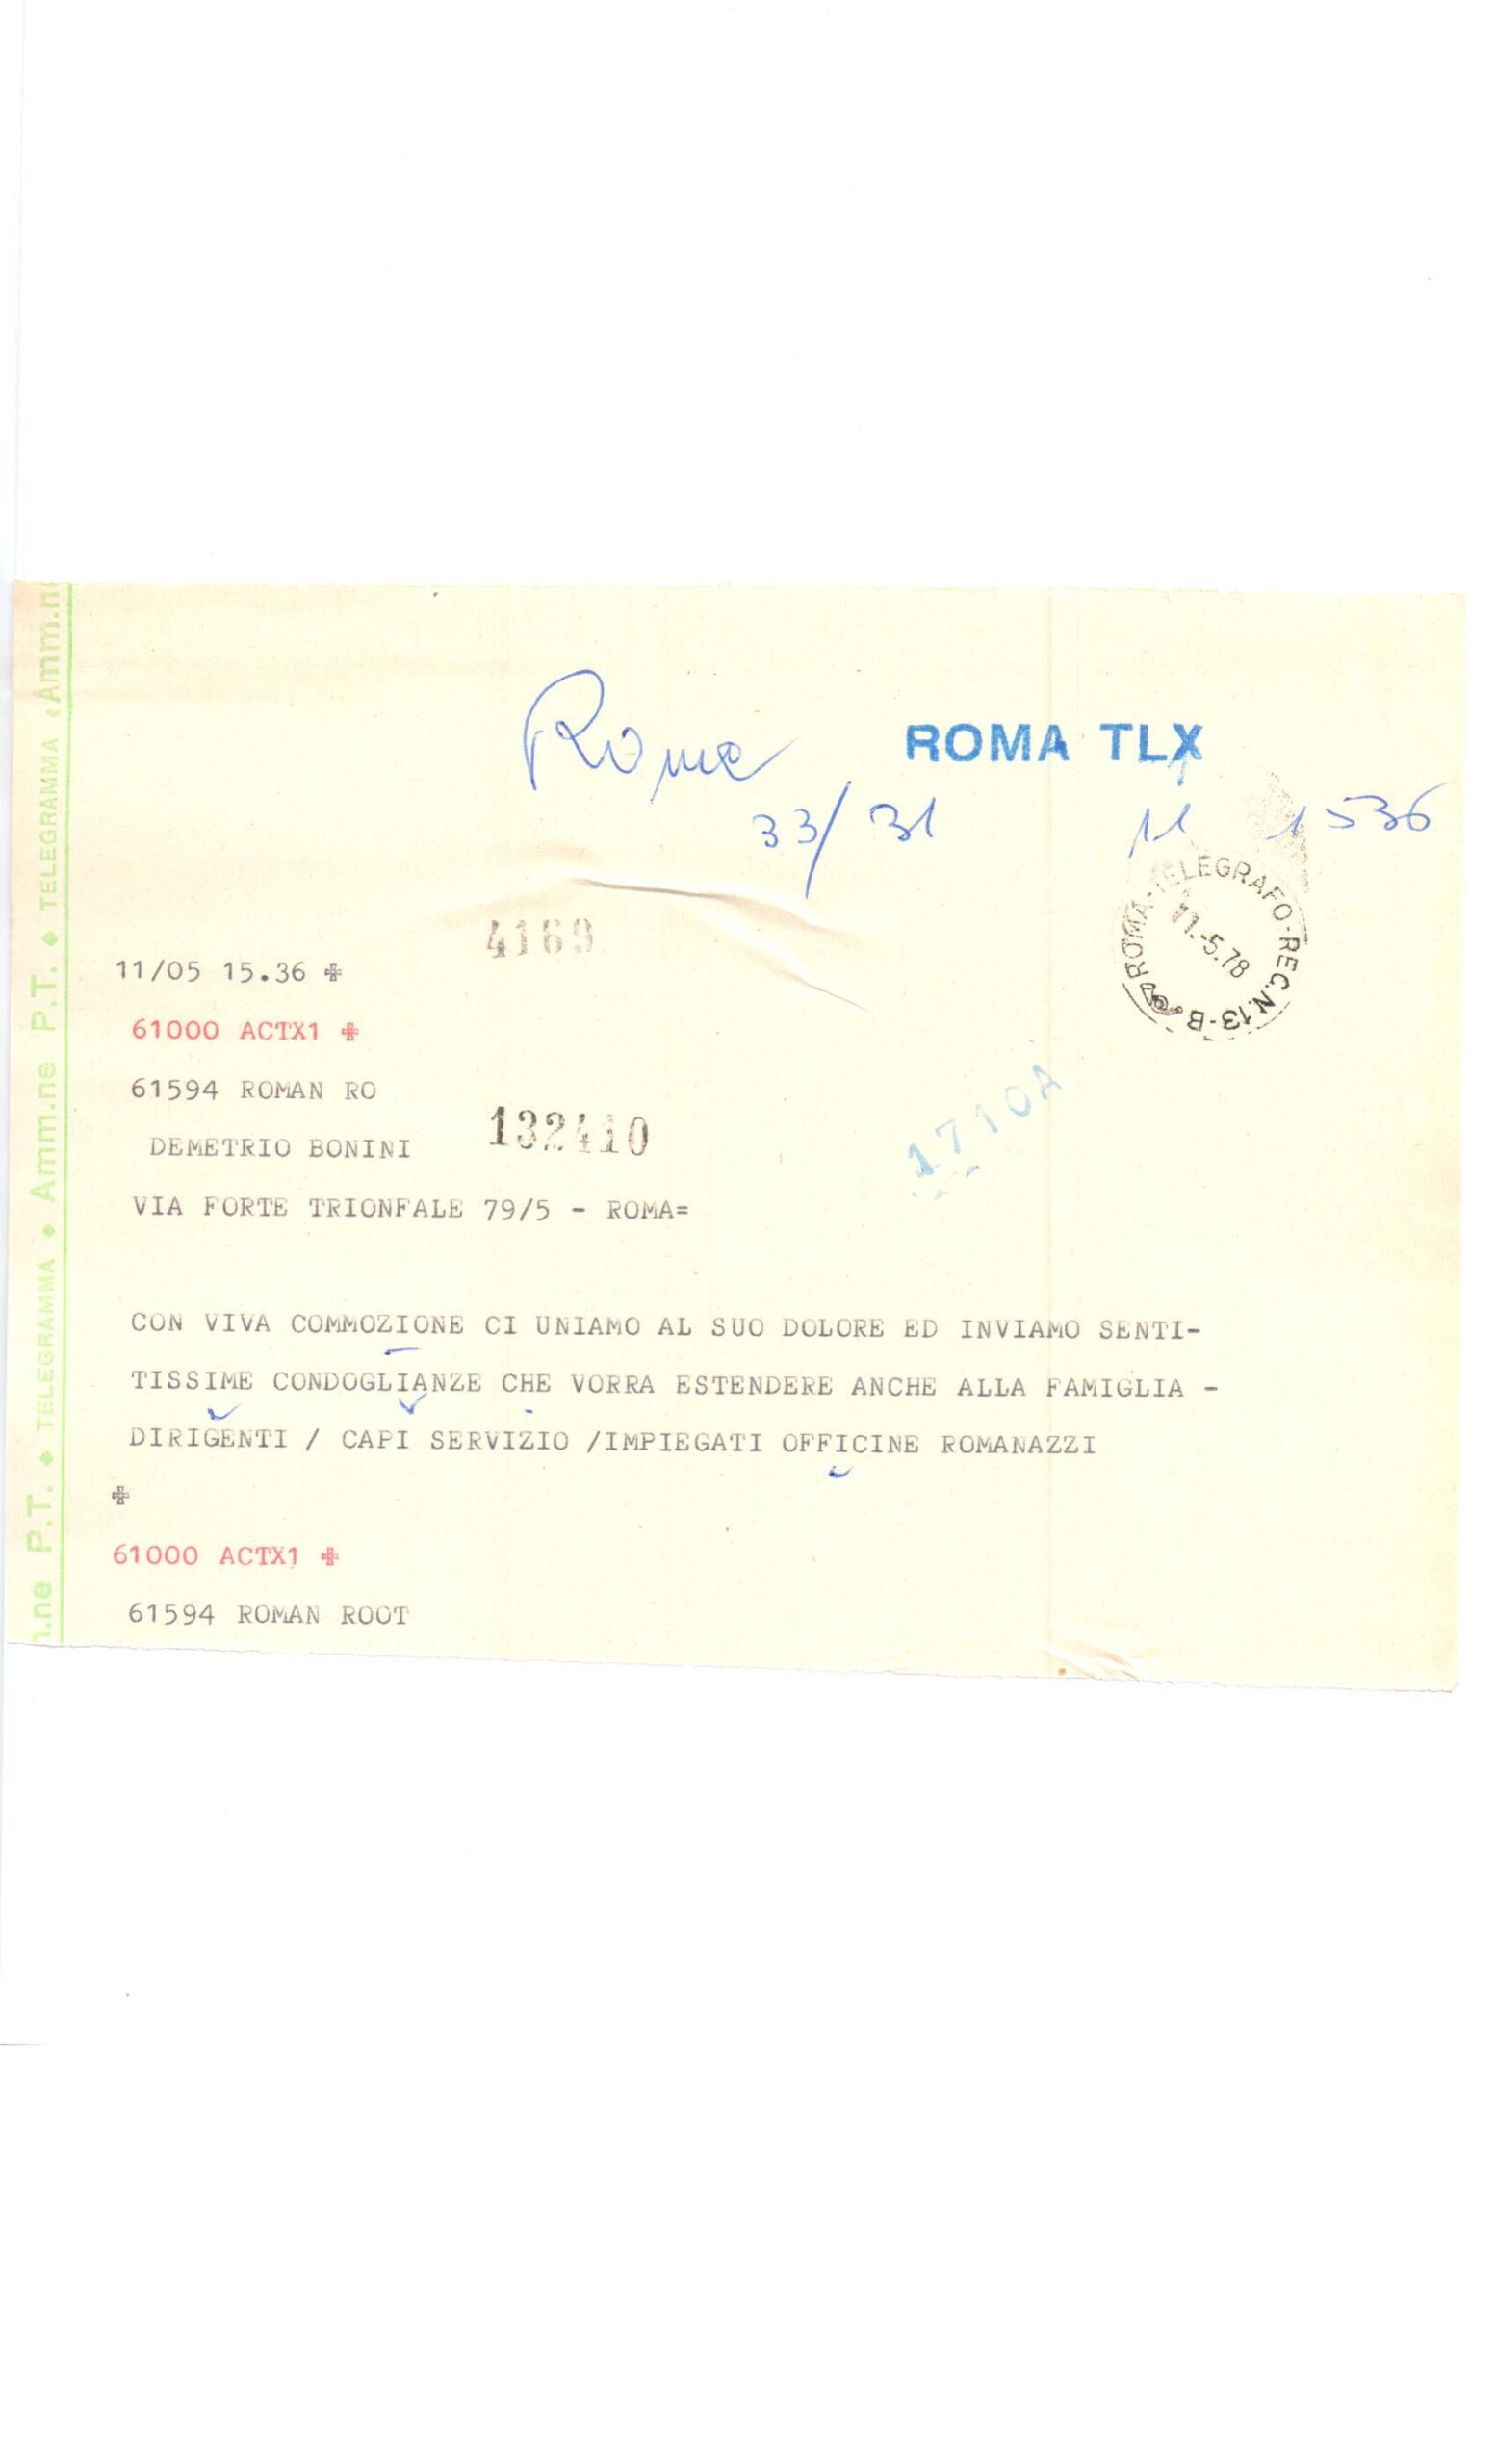 Amm.ne P.T. ◆ TELEGRAMMA ◆ Amm.ne P.T. ◆ TELEGRAMMA
Roma
ROMA TLX
33/31 11 1536
ROMA-TELEGRAFO-REG.N.13-B
11.-5.78
4169
11/05 15.36 ✠
61000 ACTX1 ✠
61594 ROMAN RO
1710A
DEMETRIO BONINI 132410
VIA FORTE TRIONFALE 79/5 - ROMA=
CON VIVA COMMOZIONE CI UNIAMO AL SUO DOLORE ED INVIAMO SENTI-
TISSIME CONDOGLIANZE CHE VORRA ESTENDERE ANCHE ALLA FAMIGLIA -
DIRIGENTI / CAPI SERVIZIO /IMPIEGATI OFFICINE ROMANAZZI
✠
61000 ACTX1 ✠
61594 ROMAN ROOT